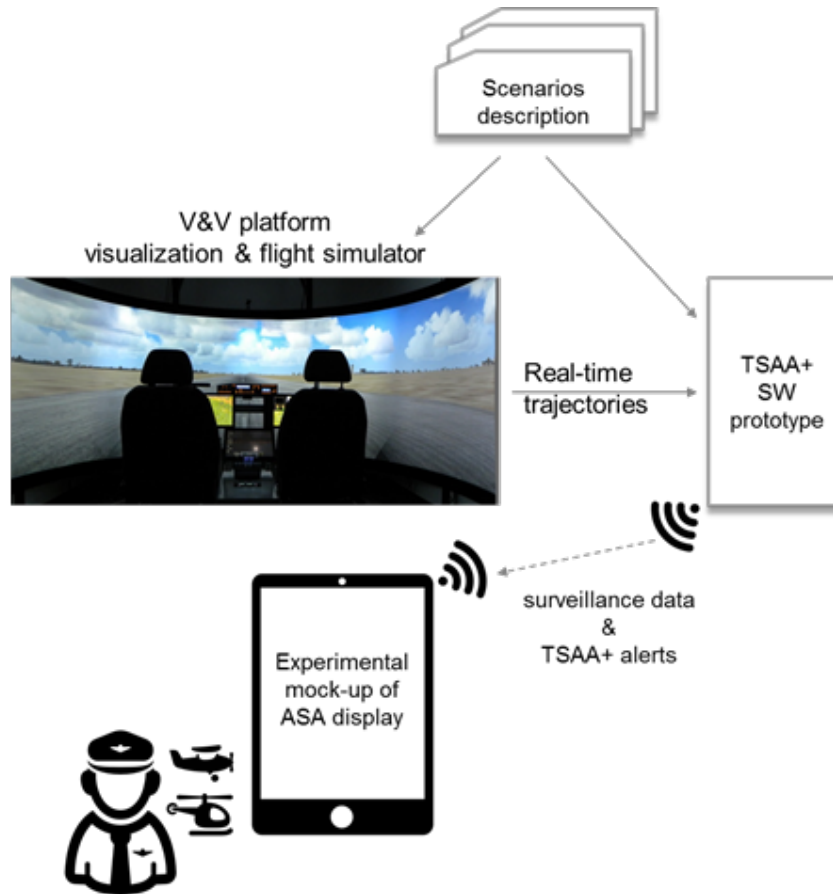 Scenarios
description
V&V platform
visualization & flight simulator
Real-time
trajectories
TSAA+
SW
prototype
surveillance data
&
TSAA+ alerts
Experimental
mock-up of
ASA display